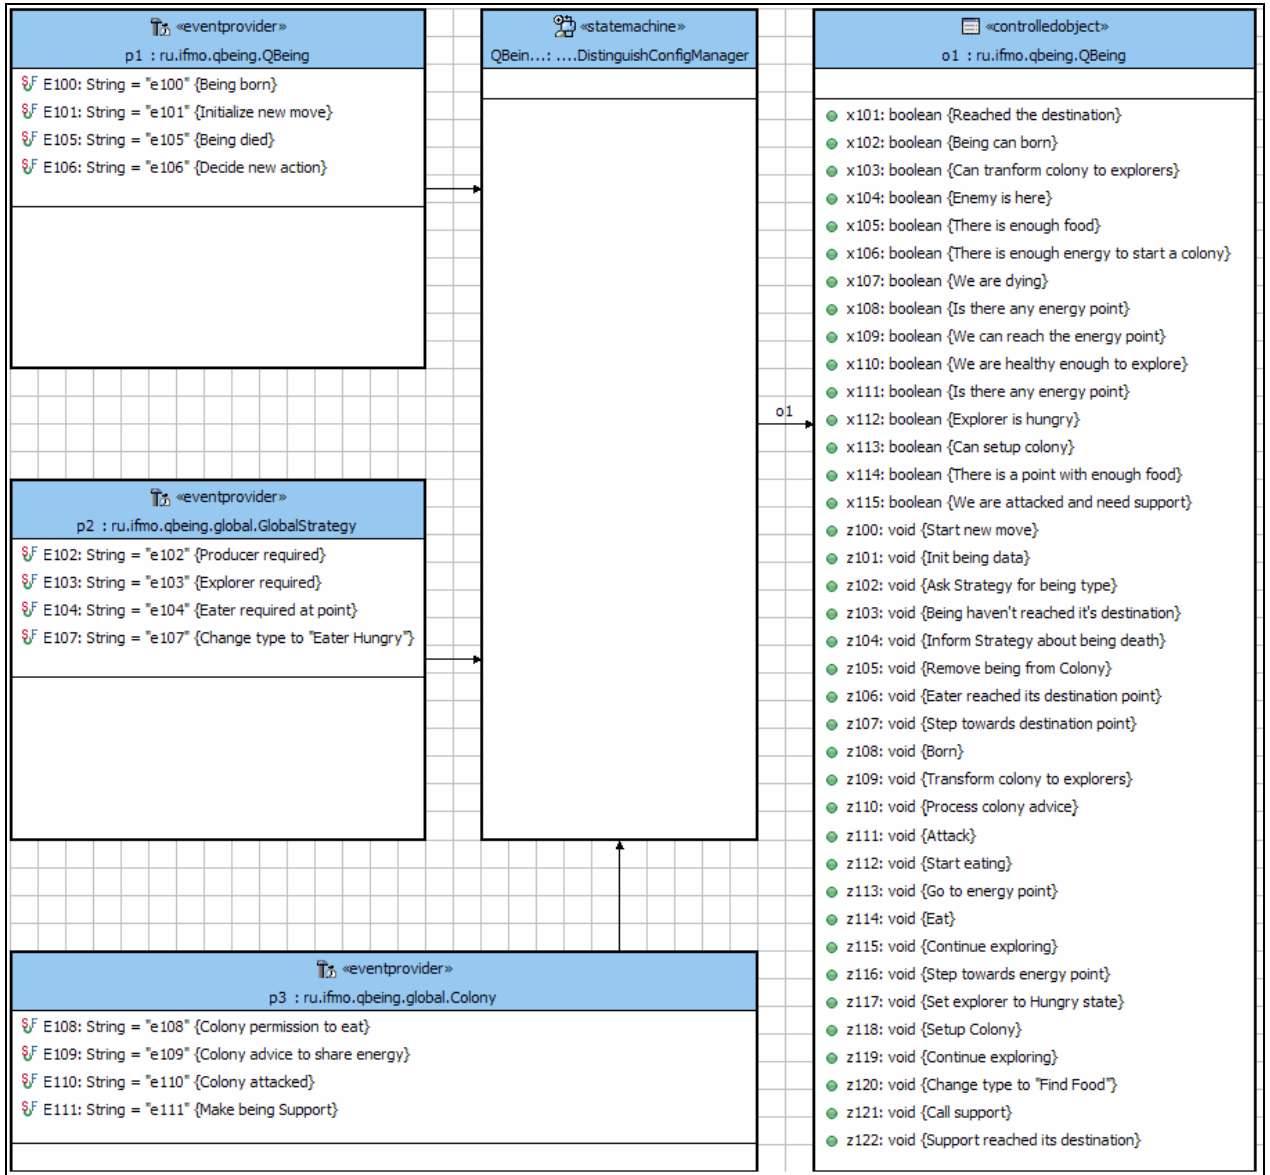 «eventprovider»
p1 : ru.ifmo.qbeing.QBeing
E100: String = "e100" {Being born}
E101: String = "e101" {Initialize new move}
E105: String = "e105" {Being died}
E106: String = "e106" {Decide new action}
«eventprovider»
p2 : ru.ifmo.qbeing.global.GlobalStrategy
E102: String = "e102" {Producer required}
E103: String = "e103" {Explorer required}
E104: String = "e104" {Eater required at point}
E107: String = "e107" {Change type to "Eater Hungry"}
«eventprovider»
p3 : ru.ifmo.qbeing.global.Colony
E108: String = "e108" {Colony permission to eat}
E109: String = "e109" {Colony advice to share energy}
E110: String = "e110" {Colony attacked}
E111: String = "e111" {Make being Support}
«statemachine»
QBein...: ....DistinguishConfigManager
o1
«controlledobject»
o1 : ru.ifmo.qbeing.QBeing
x101: boolean {Reached the destination}
x102: boolean {Being can born}
x103: boolean {Can tranform colony to explorers}
x104: boolean {Enemy is here}
x105: boolean {There is enough food}
x106: boolean {There is enough energy to start a colony}
x107: boolean {We are dying}
x108: boolean {Is there any energy point}
x109: boolean {We can reach the energy point}
x110: boolean {We are healthy enough to explore}
x111: boolean {Is there any energy point}
x112: boolean {Explorer is hungry}
x113: boolean {Can setup colony}
x114: boolean {There is a point with enough food}
x115: boolean {We are attacked and need support}
z100: void {Start new move}
z101: void {Init being data}
z102: void {Ask Strategy for being type}
z103: void {Being haven't reached it's destination}
z104: void {Inform Strategy about being death}
z105: void {Remove being from Colony}
z106: void {Eater reached its destination point}
z107: void {Step towards destination point}
z108: void {Born}
z109: void {Transform colony to explorers}
z110: void {Process colony advice}
z111: void {Attack}
z112: void {Start eating}
z113: void {Go to energy point}
z114: void {Eat}
z115: void {Continue exploring}
z116: void {Step towards energy point}
z117: void {Set explorer to Hungry state}
z118: void {Setup Colony}
z119: void {Continue exploring}
z120: void {Change type to "Find Food"}
z121: void {Call support}
z122: void {Support reached its destination}